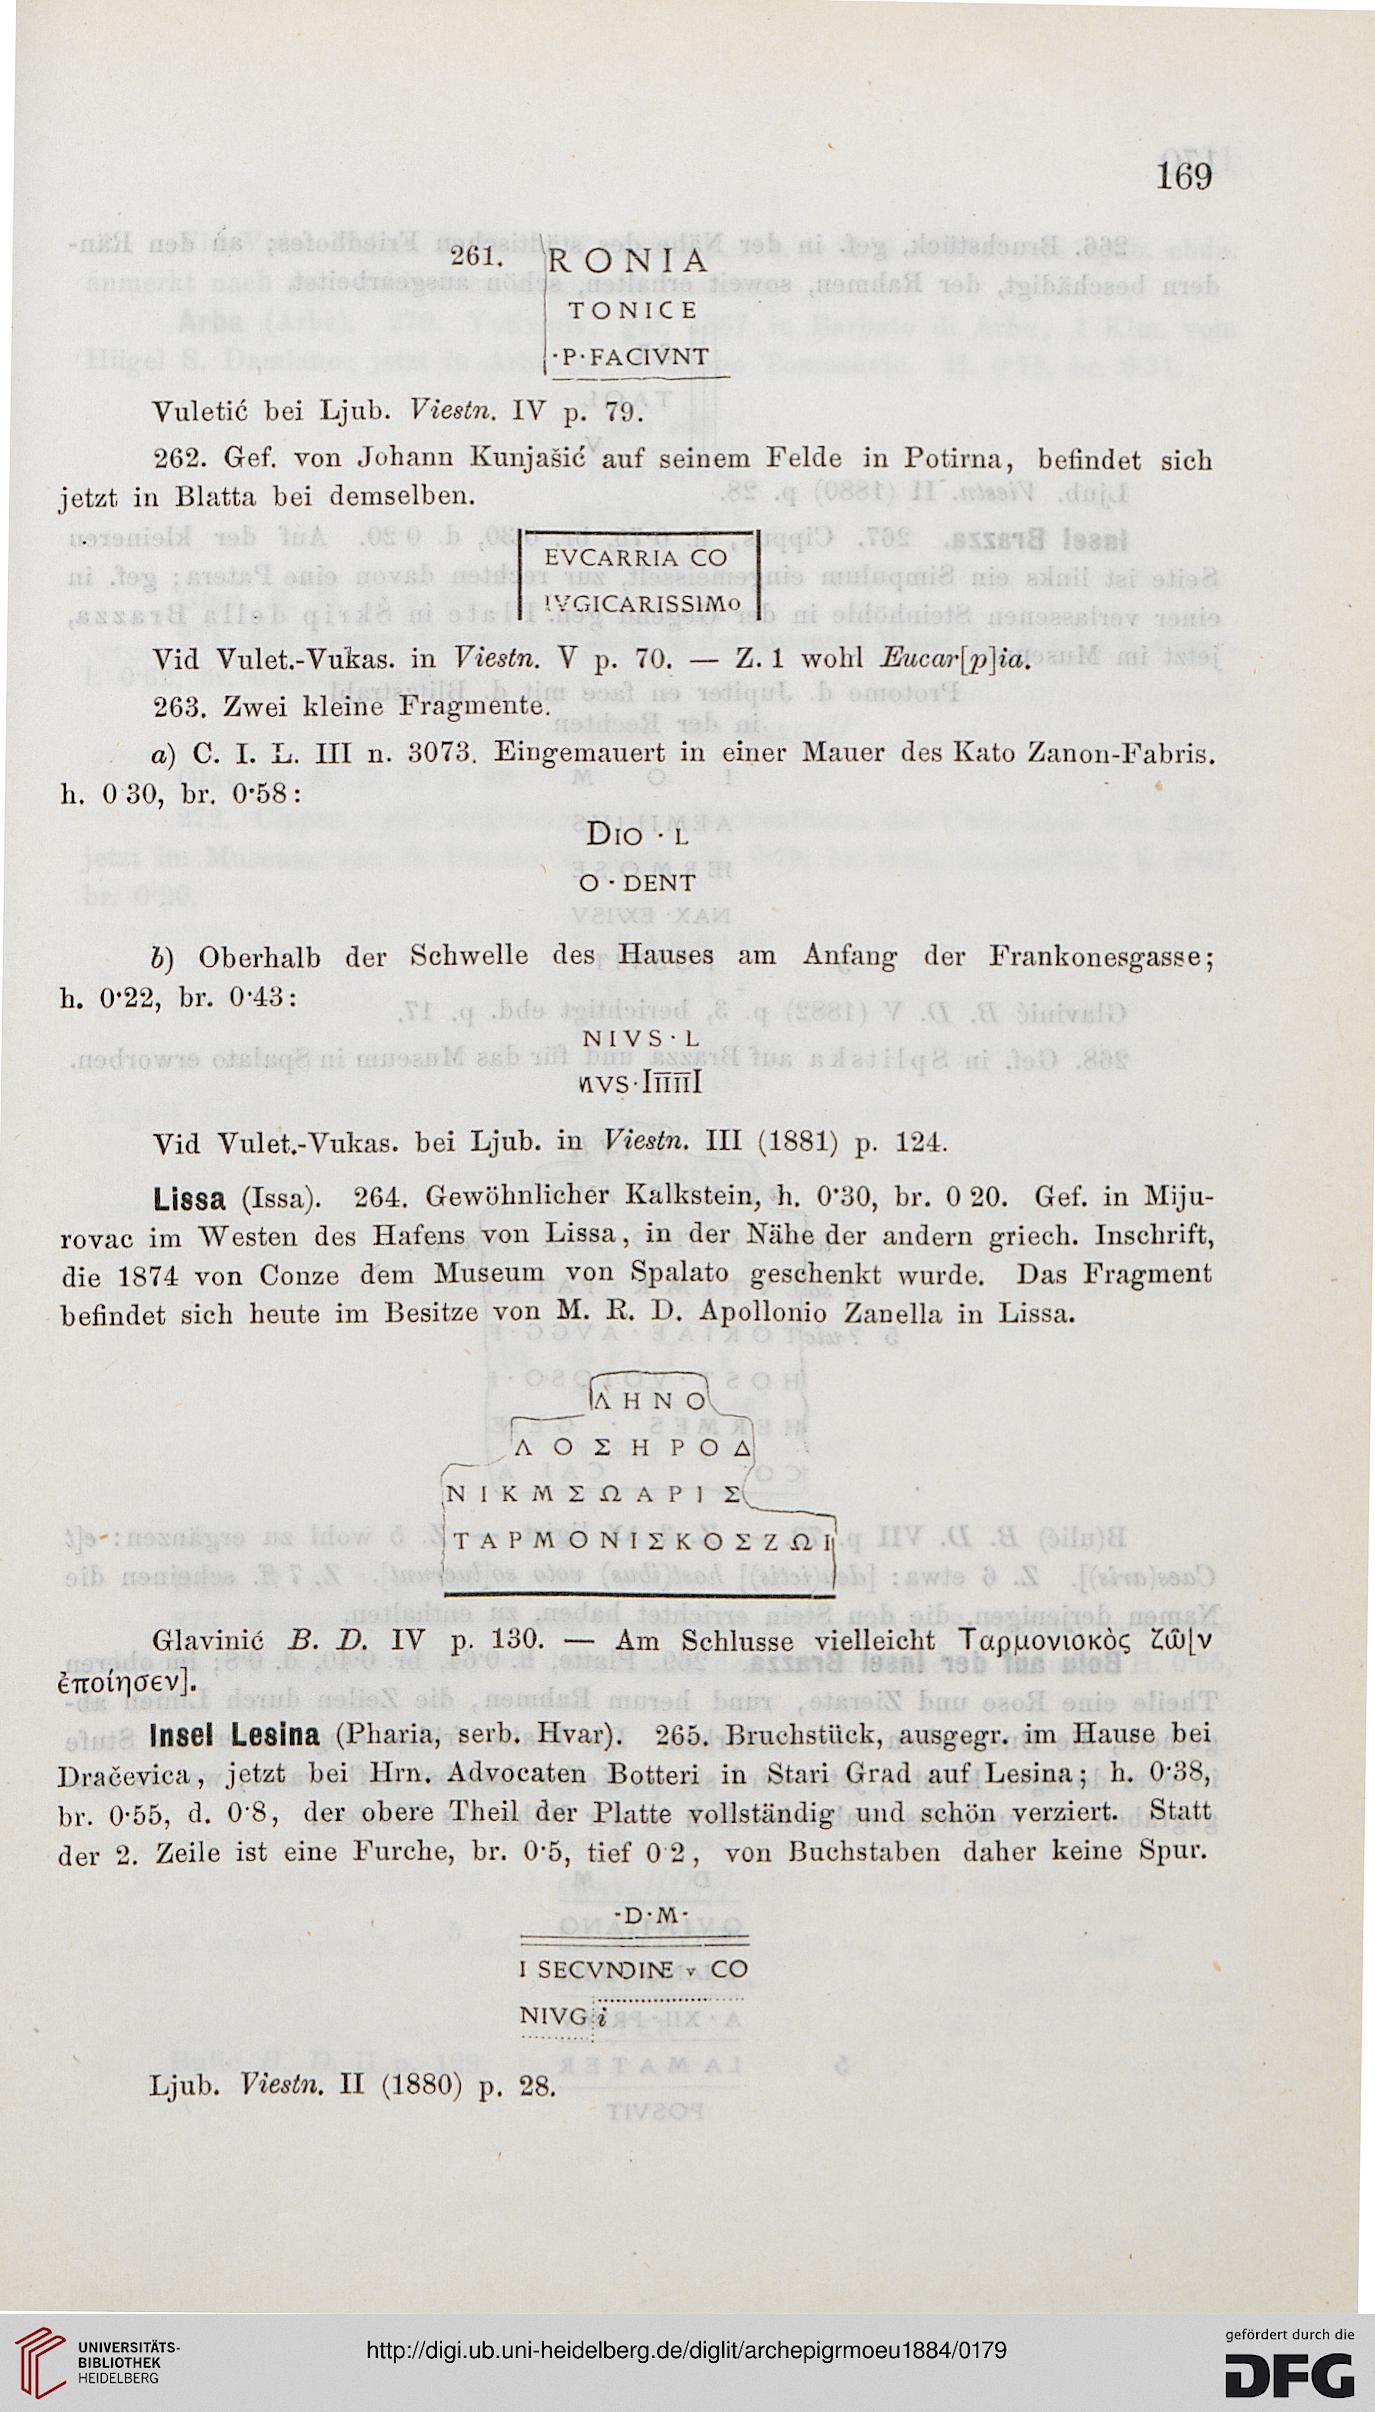 169
261. RONIA
TONICE
·P·FACIVNT
Vuletić bei Ljub. Viestn. IV p. 79.
262. Gef. von Johann Kunjašić auf seinem Felde in Potirna, befindet sich
jetzt in Blatta bei demselben.
EVCARRIA CO
IVGICARISSIMo
Vid Vulet.-Vukas. in Viestn. V p. 70. — Z. 1 wohl Eucar[p]ia.
263. Zwei kleine Fragmente.
a) C. I. L. III n. 3073. Eingemauert in einer Mauer des Kato Zanon-Fabris.
h. 0 30, br. 0·58:
DIO · L
O · DENT
b) Oberhalb der Schwelle des Hauses am Anfang der Frankonesgasse;
h. 0·22, br. 0·43:
NIVS · L
VS ·
Vid Vulet.-Vukas. bei Ljub. in Viestn. III (1881) p. 124.
Lissa (Issa). 264. Gewöhnlicher Kalkstein, h. 0·30, br. 0 20. Gef. in Miju-
rovac im Westen des Hafens von Lissa, in der Nähe der andern griech. Inschrift,
die 1874 von Conze dem Museum von Spalato geschenkt wurde. Das Fragment
befindet sich heute im Besitze von M. R. D. Apollonio Zanella in Lissa.
ΛΗΝΟ
ΛΟΣΗΡΟΔ
ΝΙΚΜΣΩΑΡΙΣ
ΤΑΡΜΟΝΙΣΚΟΣΖΩΙ
Glavinić B. D. IV p. 130. — Am Schlusse vielleicht Ταρμονισκὸς ζῶ[ν
ἐποίησεν].
Insel Lesina (Pharia, serb. Hvar). 265. Bruchstück, ausgegr. im Hause bei
Dračevica, jetzt bei Hrn. Advocaten Botteri in Stari Grad auf Lesina; h. 0·38,
br. 0·55, d. 0·8, der obere Theil der Platte vollständig und schön verziert. Statt
der 2. Zeile ist eine Furche, br. 0·5, tief 0 2, von Buchstaben daher keine Spur.
·D·M·
I SECVNDINE v CO
NIVG i
Ljub. Viestn. II (1880) p. 28.
UNIVERSITÄTS-
BIBLIOTHEK
HEIDELBERG
http://digi.ub.uni-heidelberg.de/diglit/archepigrmoeu1884/0179
gefördert durch die
DFG